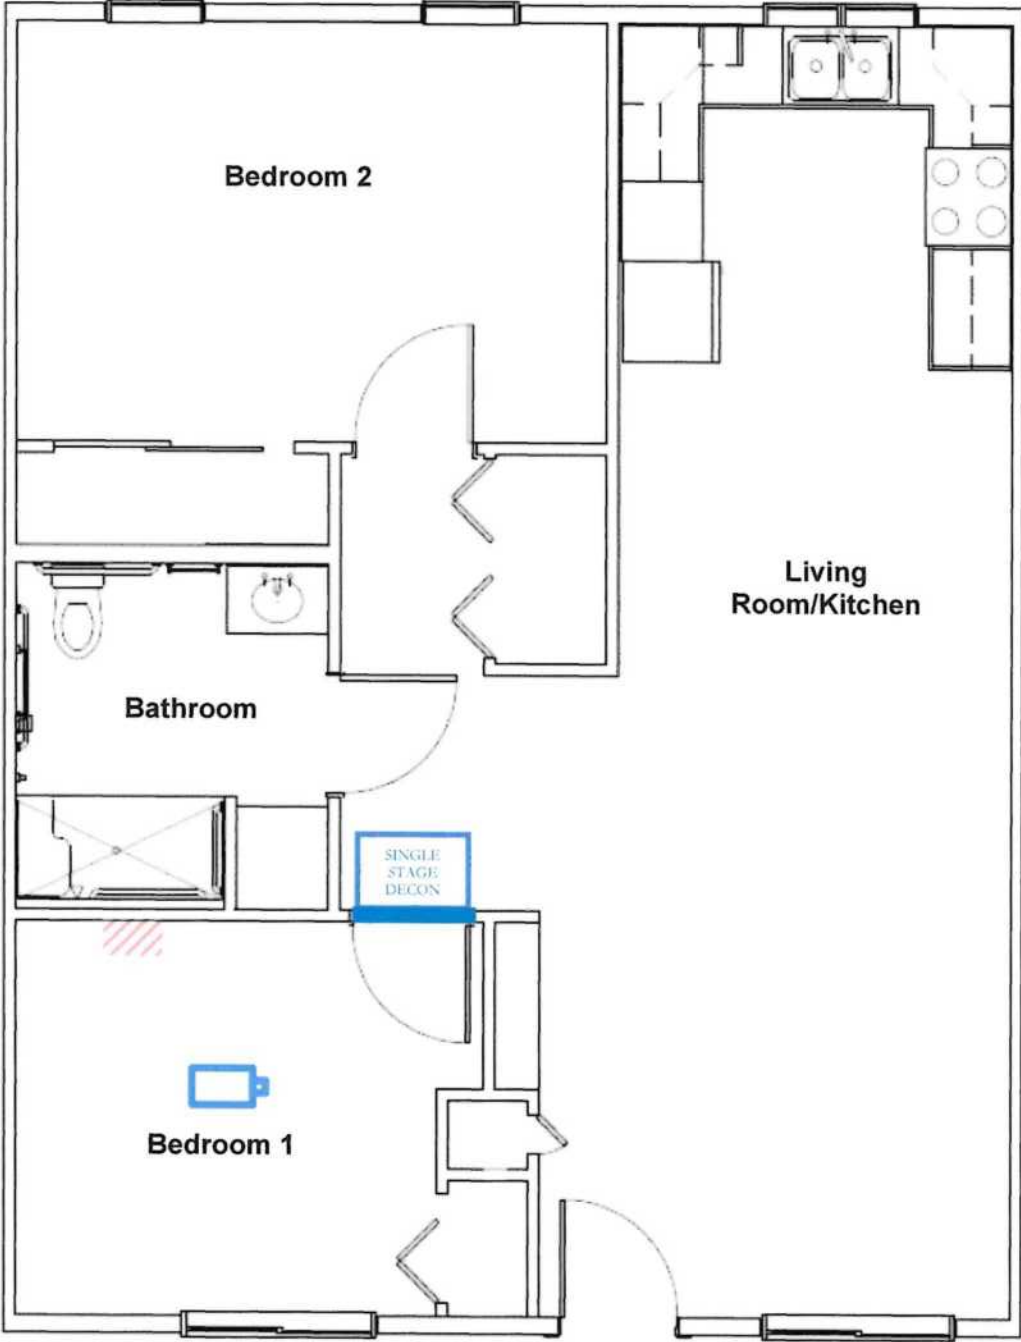 Bedroom 2
Living
Room/Kitchen
Bathroom
SINGLE
STAGE
DECON
Bedroom 1